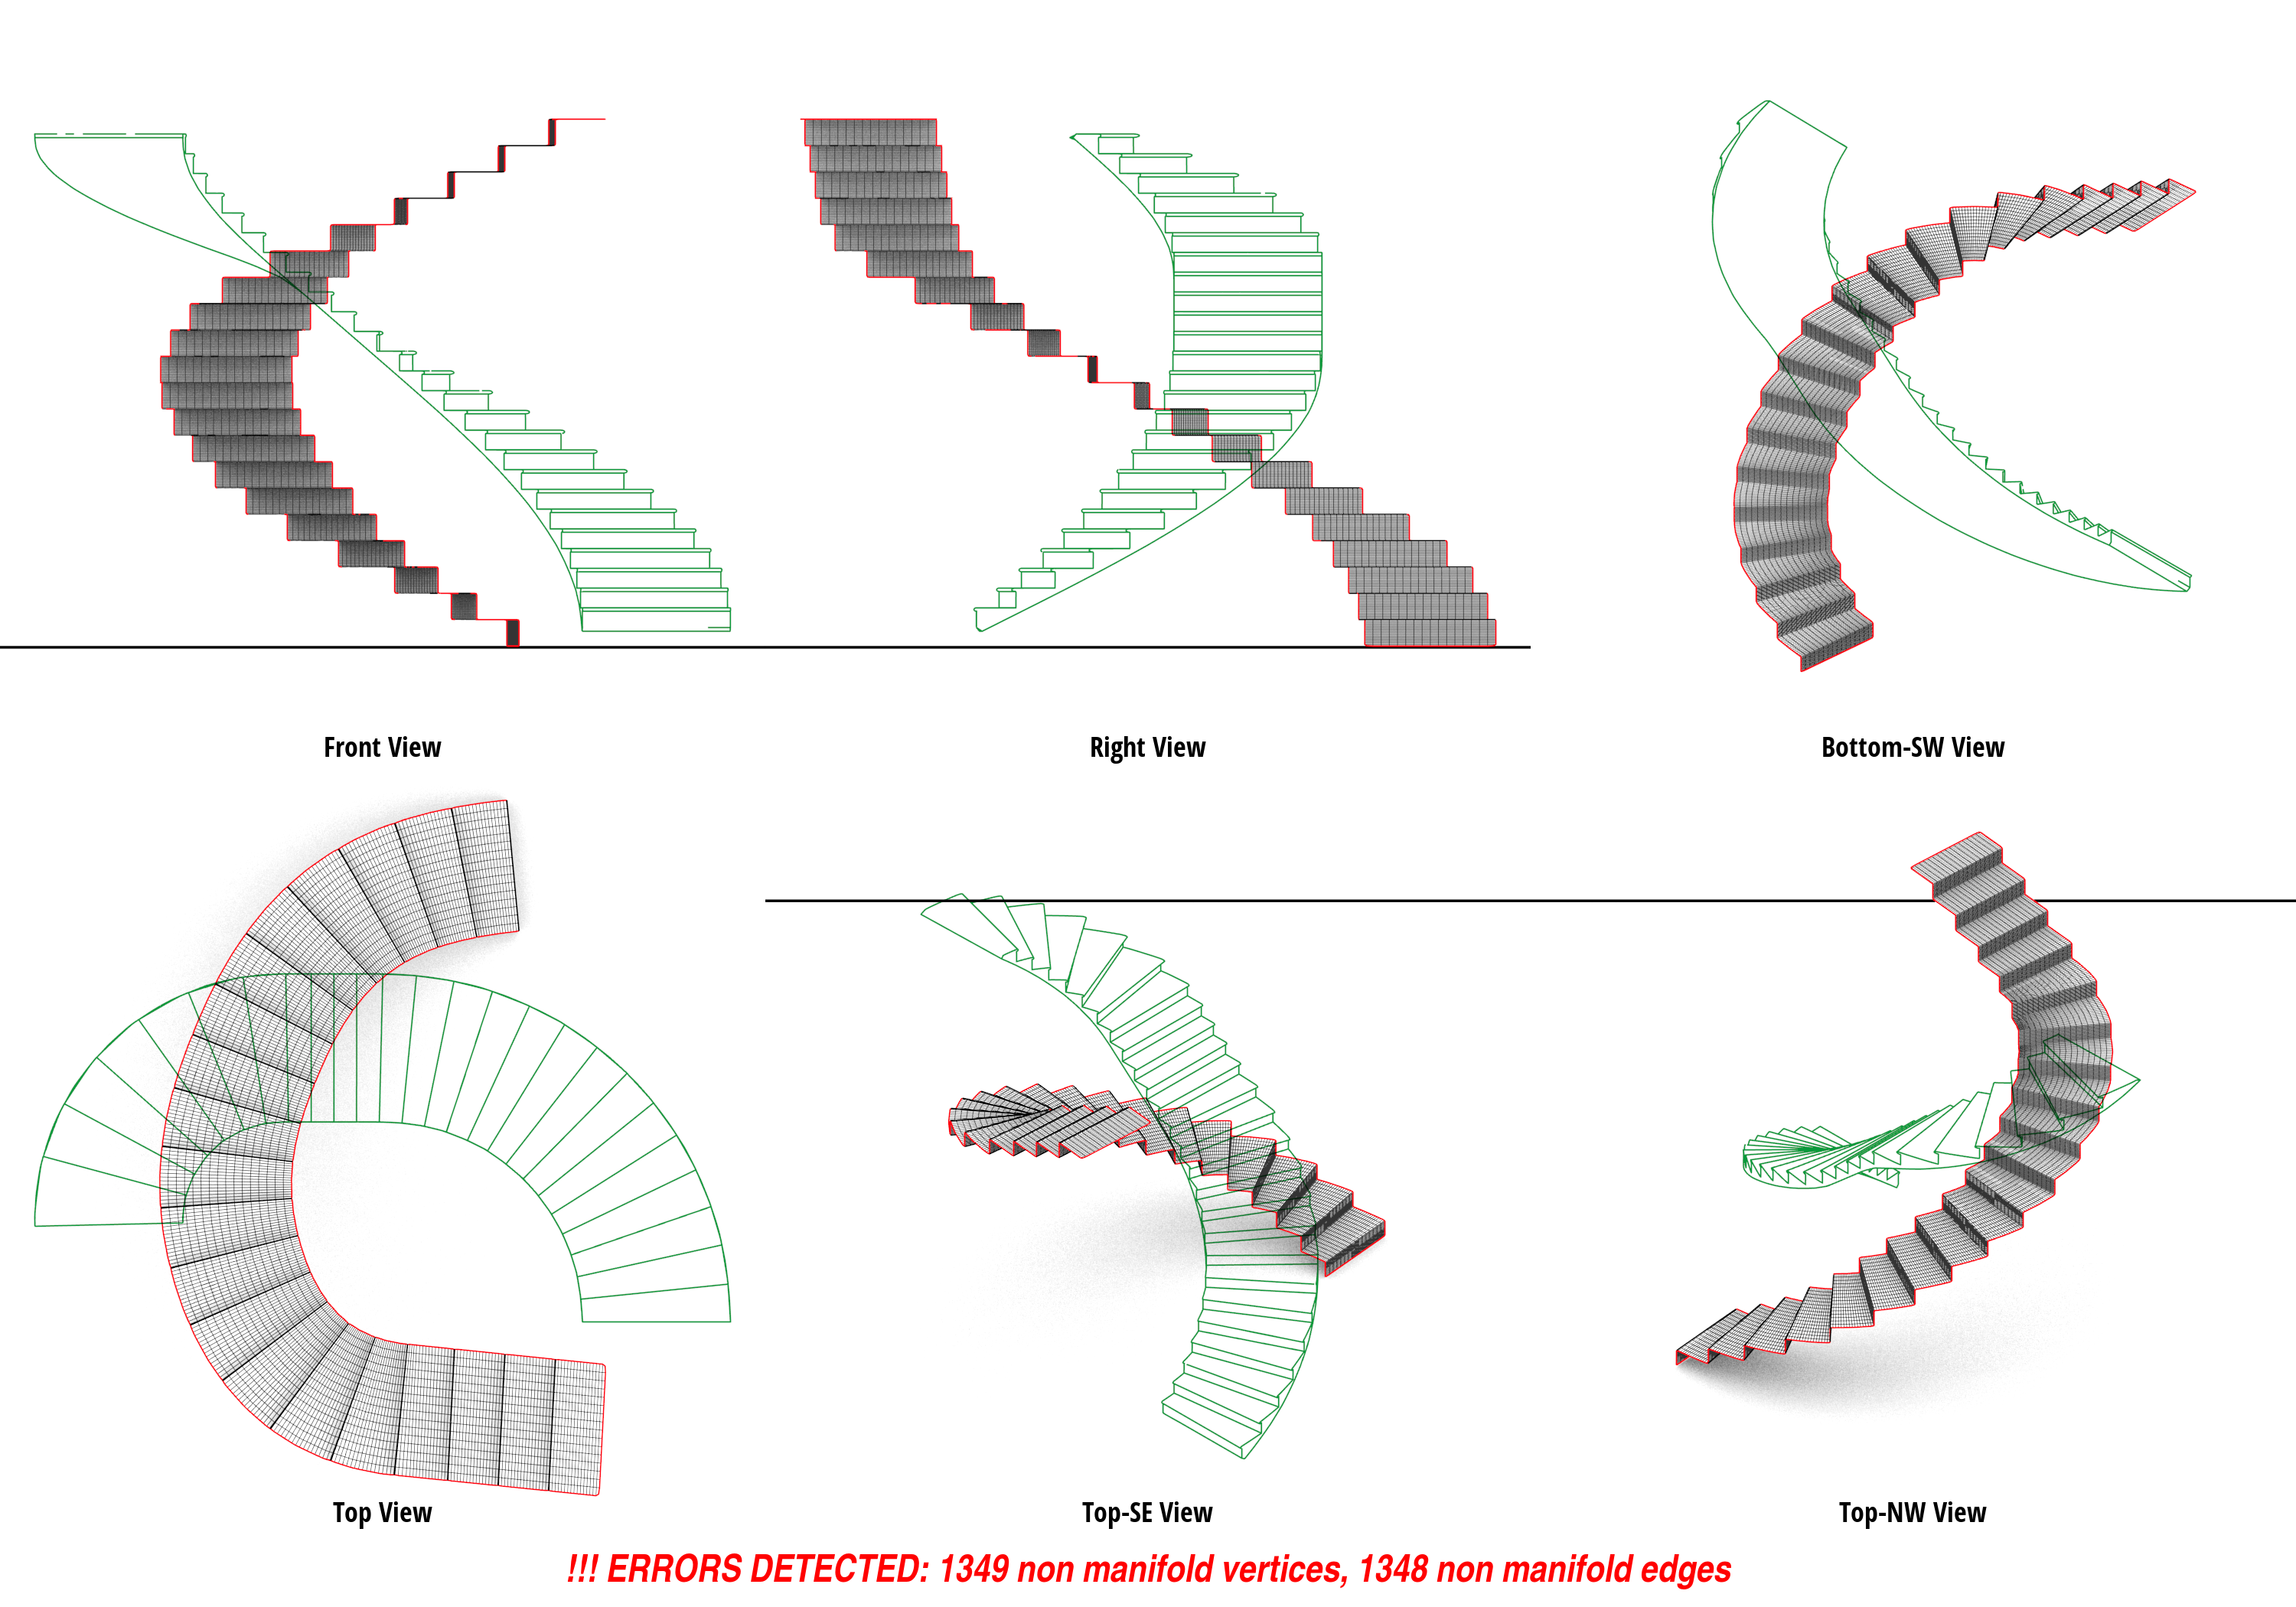 Front View
Right View
Bottom-SW View
Top View
Top-SE View
Top-NW View
!!! ERRORS DETECTED: 1349 non manifold vertices, 1348 non manifold edges